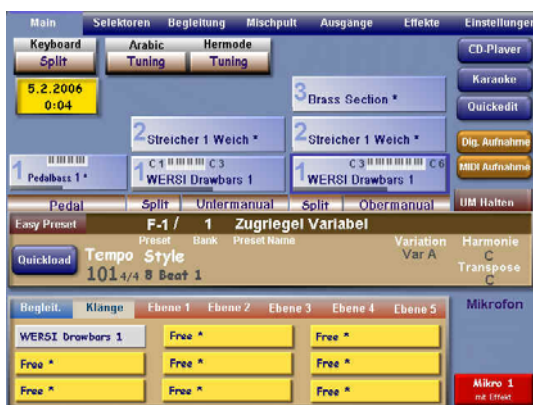 Main Selektoren Begleitung Mischpult Ausgänge Effekte Einstellunger
Keyboard Split
Arabic Tuning
Hermode Tuning
CD-Player
5.2.2006
0:04
Karaoke
3 Brass Section *
Quickedit
2 Streicher 1 Weich *
2 Streicher 1 Weich *
Dig. Aufnahme
1 Pedalbass 1 *
C 1 C 3
1 WERSI Drawbars 1
C 3 C 6
1 WERSI Drawbars 1
MIDI Aufnahme
Pedal Split Untermanual Split Obermanual UM Halten
Easy Preset F-1 / 1 Zugriegel Variabel
Preset Bank Preset Name Variation Harmonie
Quickload Tempo Style Var A C
Transpose
101 4/4 8 Beat 1 C
Begleit. Klänge Ebene 1 Ebene 2 Ebene 3 Ebene 4 Ebene 5 Mikrofon
WERSI Drawbars 1 Free * Free *
Free * Free * Free *
Free * Free * Free *
Mikro 1
mit Effekt